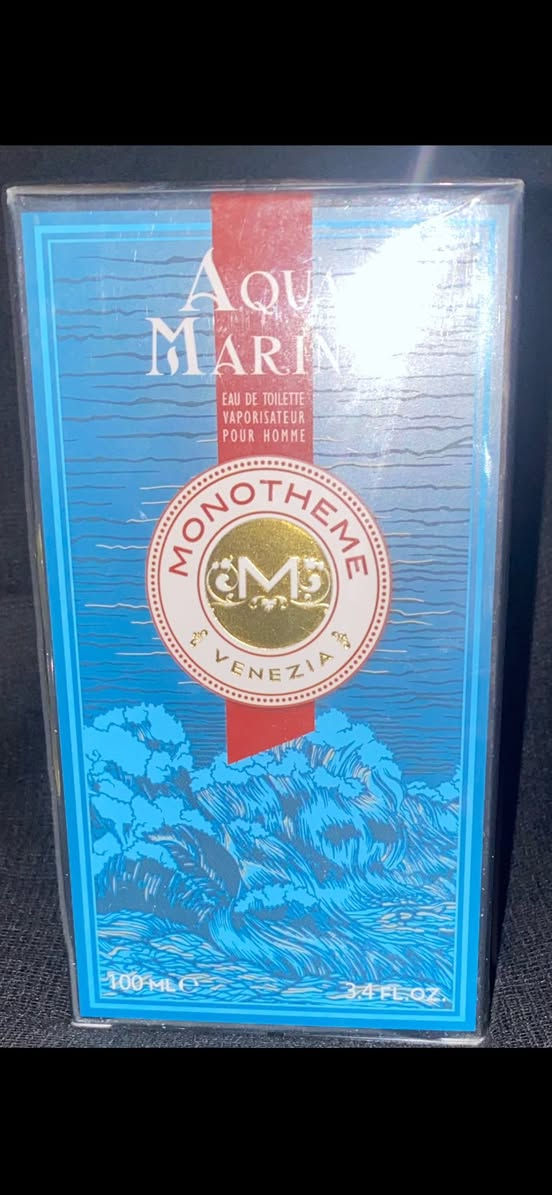 AQUA
MARIN
EAU DE TOILETTE
VAPORISATEUR
POUR HOMME
MONOTHEME
M
VENEZIA
100 ML ℮
3.4 FL.OZ.